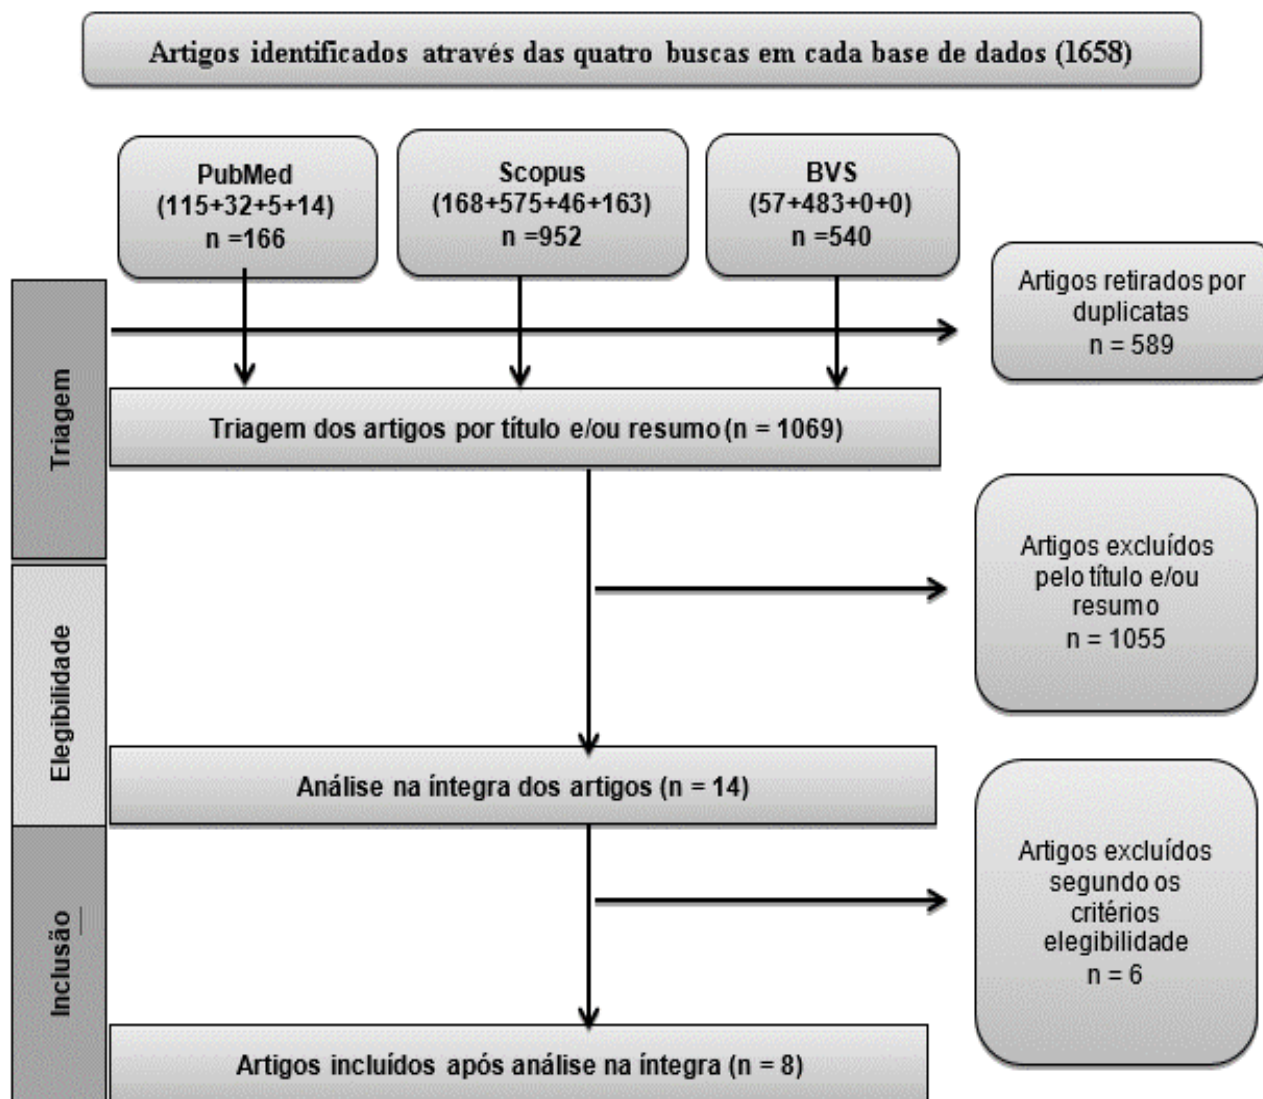 Artigos identificados através das quatro buscas em cada base de dados (1658)
PubMed
(115+32+5+14)
n =166
Scopus
(168+575+46+163)
n =952
BVS
(57+483+0+0)
n =540
Artigos retirados por
duplicatas
n = 589
Triagem
Triagem dos artigos por título e/ou resumo (n = 1069)
Artigos excluídos
pelo título e/ou
resumo
n = 1055
Elegibilidade
Análise na íntegra dos artigos (n = 14)
Artigos excluídos
segundo os
critérios
elegibilidade
n = 6
Inclusão
Artigos incluídos após análise na íntegra (n = 8)